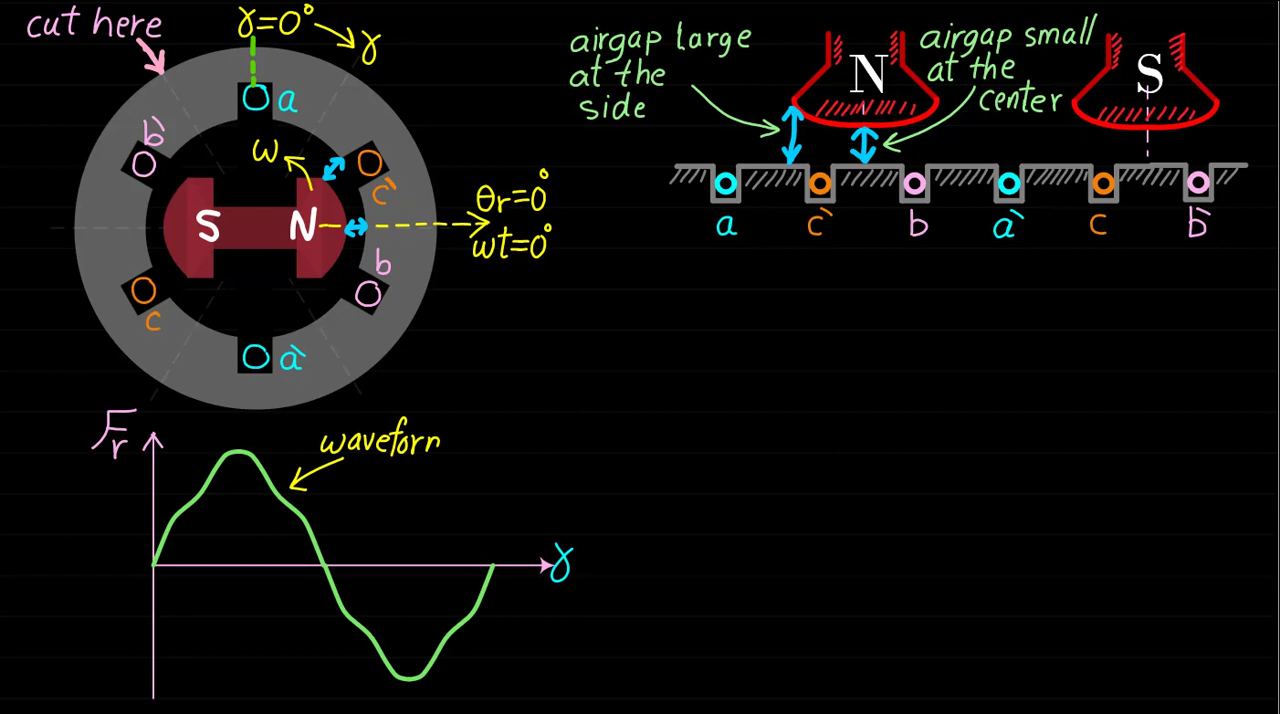 cut here
γ=0°
γ
a
b`
ω
c`
S
N
θr=0°
ωt=0°
b
c
a`
airgap large
at the
side
N
airgap small
at the
center
S
a
c`
b
a`
c
b`
Fr
waveforn
γ